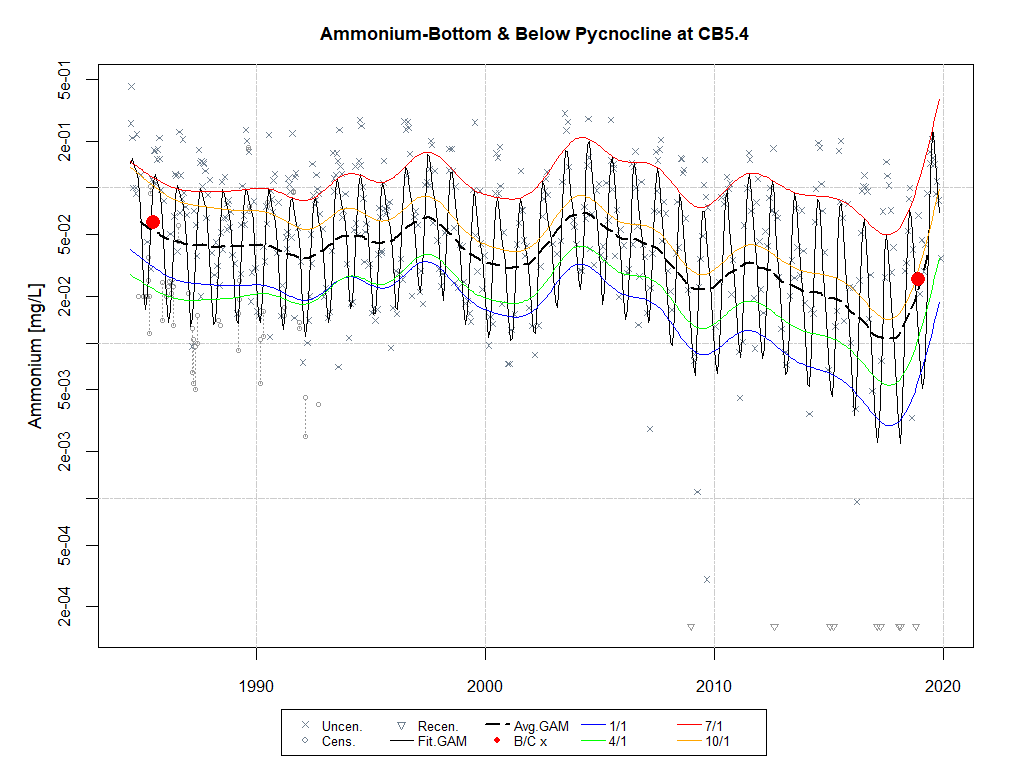 Ammonium-Bottom & Below Pycnocline at CB5.4
Ammonium [mg/L]
5e-01
2e-01
5e-02
2e-02
5e-03
2e-03
5e-04
2e-04
1990 2000 2010 2020
Uncen. Recen. Avg.GAM 1/1 7/1
Cens. Fit.GAM B/C x 4/1 10/1